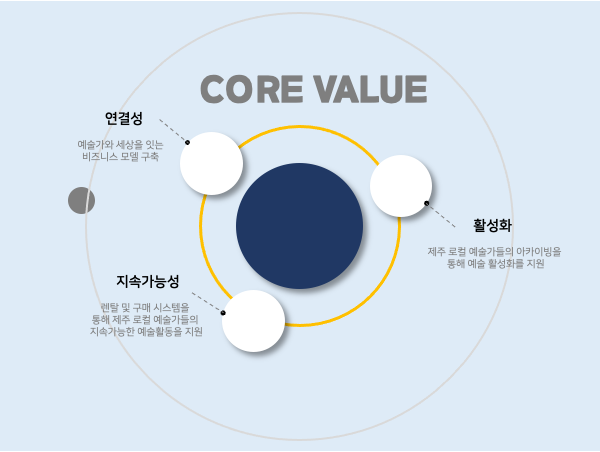 CORE VALUE
연결성
예술가와 세상을 잇는
비즈니스 모델 구축
활성화
제주 로컬 예술가들의 아카이빙을
통해 예술 활성화를 지원
지속가능성
렌탈 및 구매 시스템을
통해 제주 로컬 예술가들의
지속가능한 예술활동을 지원